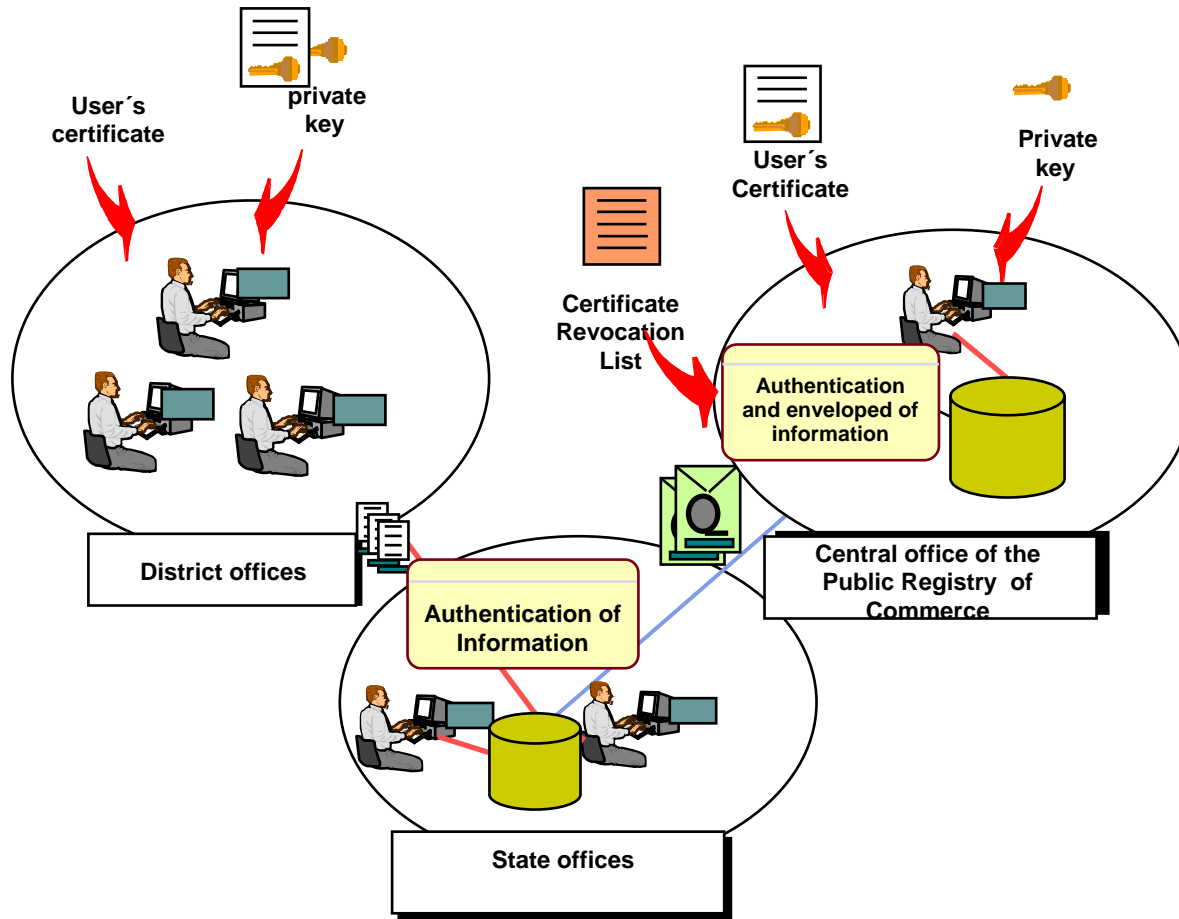 User´s
certificate
private
key
User´s
Certificate
Private
key
Certificate
Revocation
List
Authentication
and enveloped of
information
District offices
Authentication of
Information
Central office of the
Public Registry of
Commerce
State offices